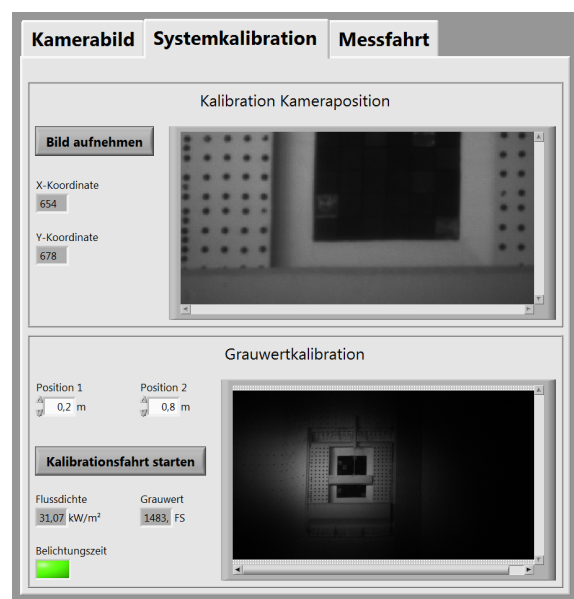 Kamerabild Systemkalibration Messfahrt
Kalibration Kameraposition
Bild aufnehmen
X-Koordinate
654
Y-Koordinate
678
Grauwertkalibration
Position 1 Position 2
0,2 m 0,8 m
Kalibrationsfahrt starten
Flussdichte Grauwert
31,07 kW/m² 1483, FS
Belichtungszeit